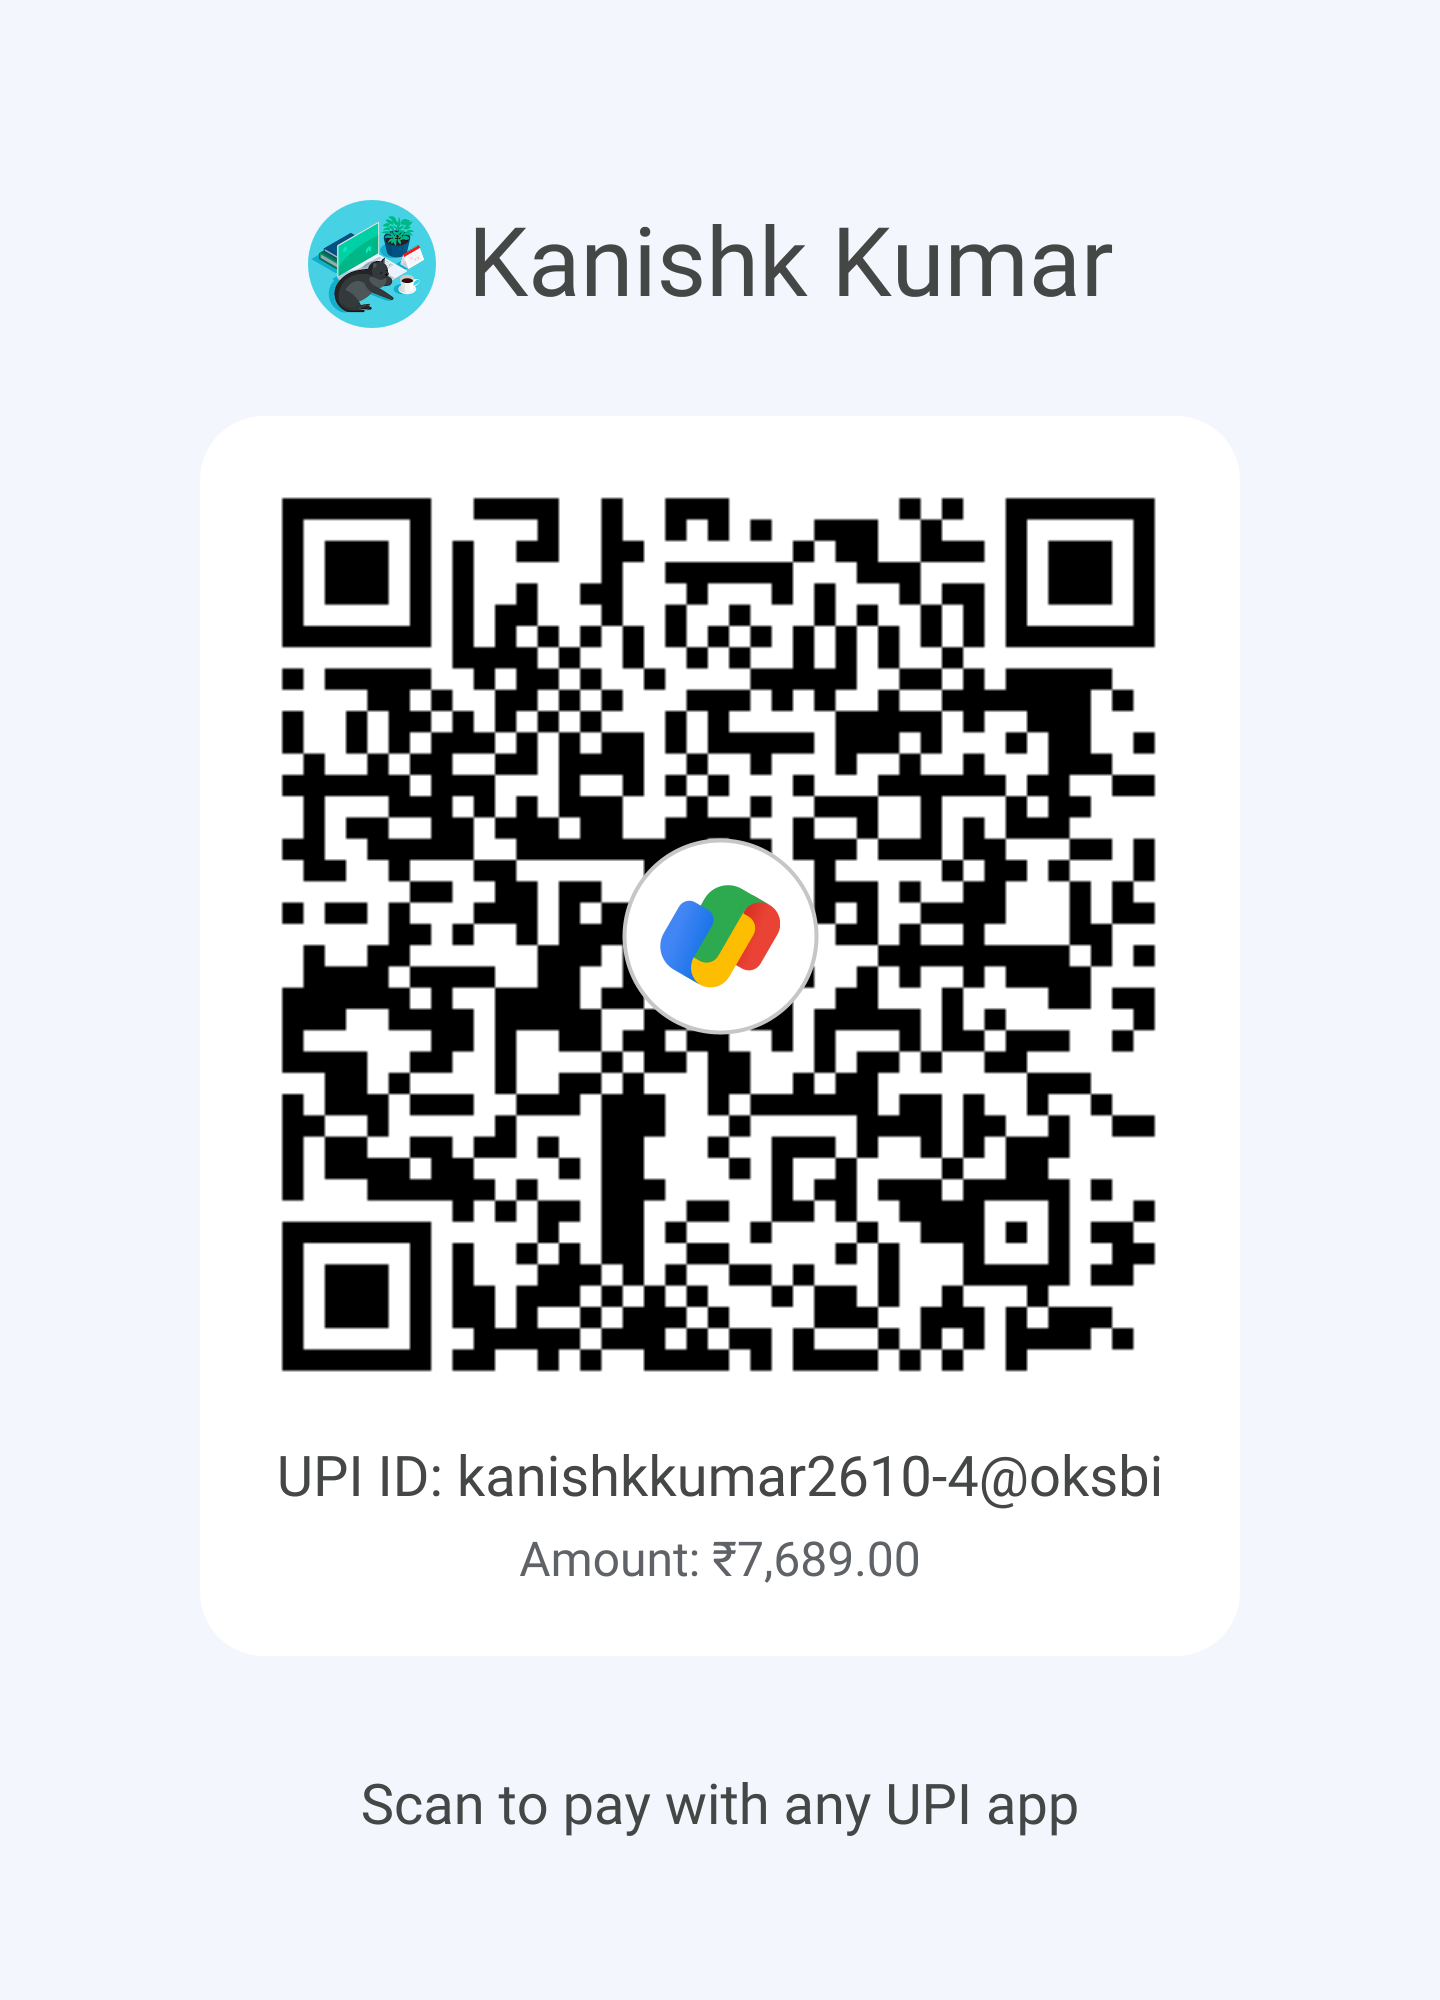 Kanishk Kumar
UPI ID: kanishkkumar2610-4@oksbi
Amount: ₹7,689.00
Scan to pay with any UPI app